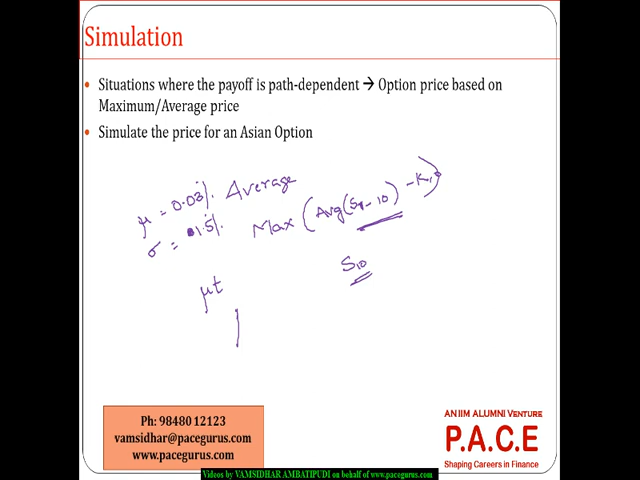 Simulation
• Situations where the payoff is path-dependent → Option price based on
Maximum/Average price
• Simulate the price for an Asian Option
μ = 0.03% Average
σ = 1.5% Max (Avg(S₁-10) - K, 0)
S₁₀
μt
Ph: 98480 12123
vamsidhar@pacegurus.com
www.pacegurus.com
AN IIM ALUMNI VENTURE
P.A.C.E
Shaping Careers in Finance
Videos by VAMSIDHAR AMBATIPUDI on behalf of www.pacegurus.com